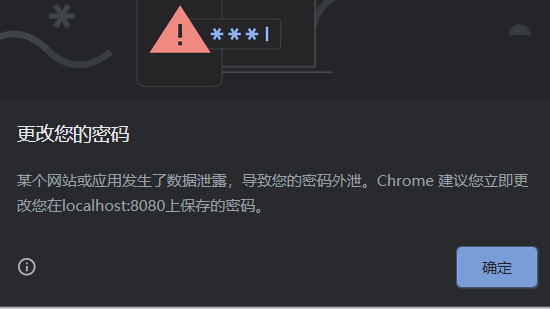 ***
更改您的密码
某个网站或应用发生了数据泄露，导致您的密码外泄。Chrome 建议您立即更
改您在localhost:8080上保存的密码。
确定